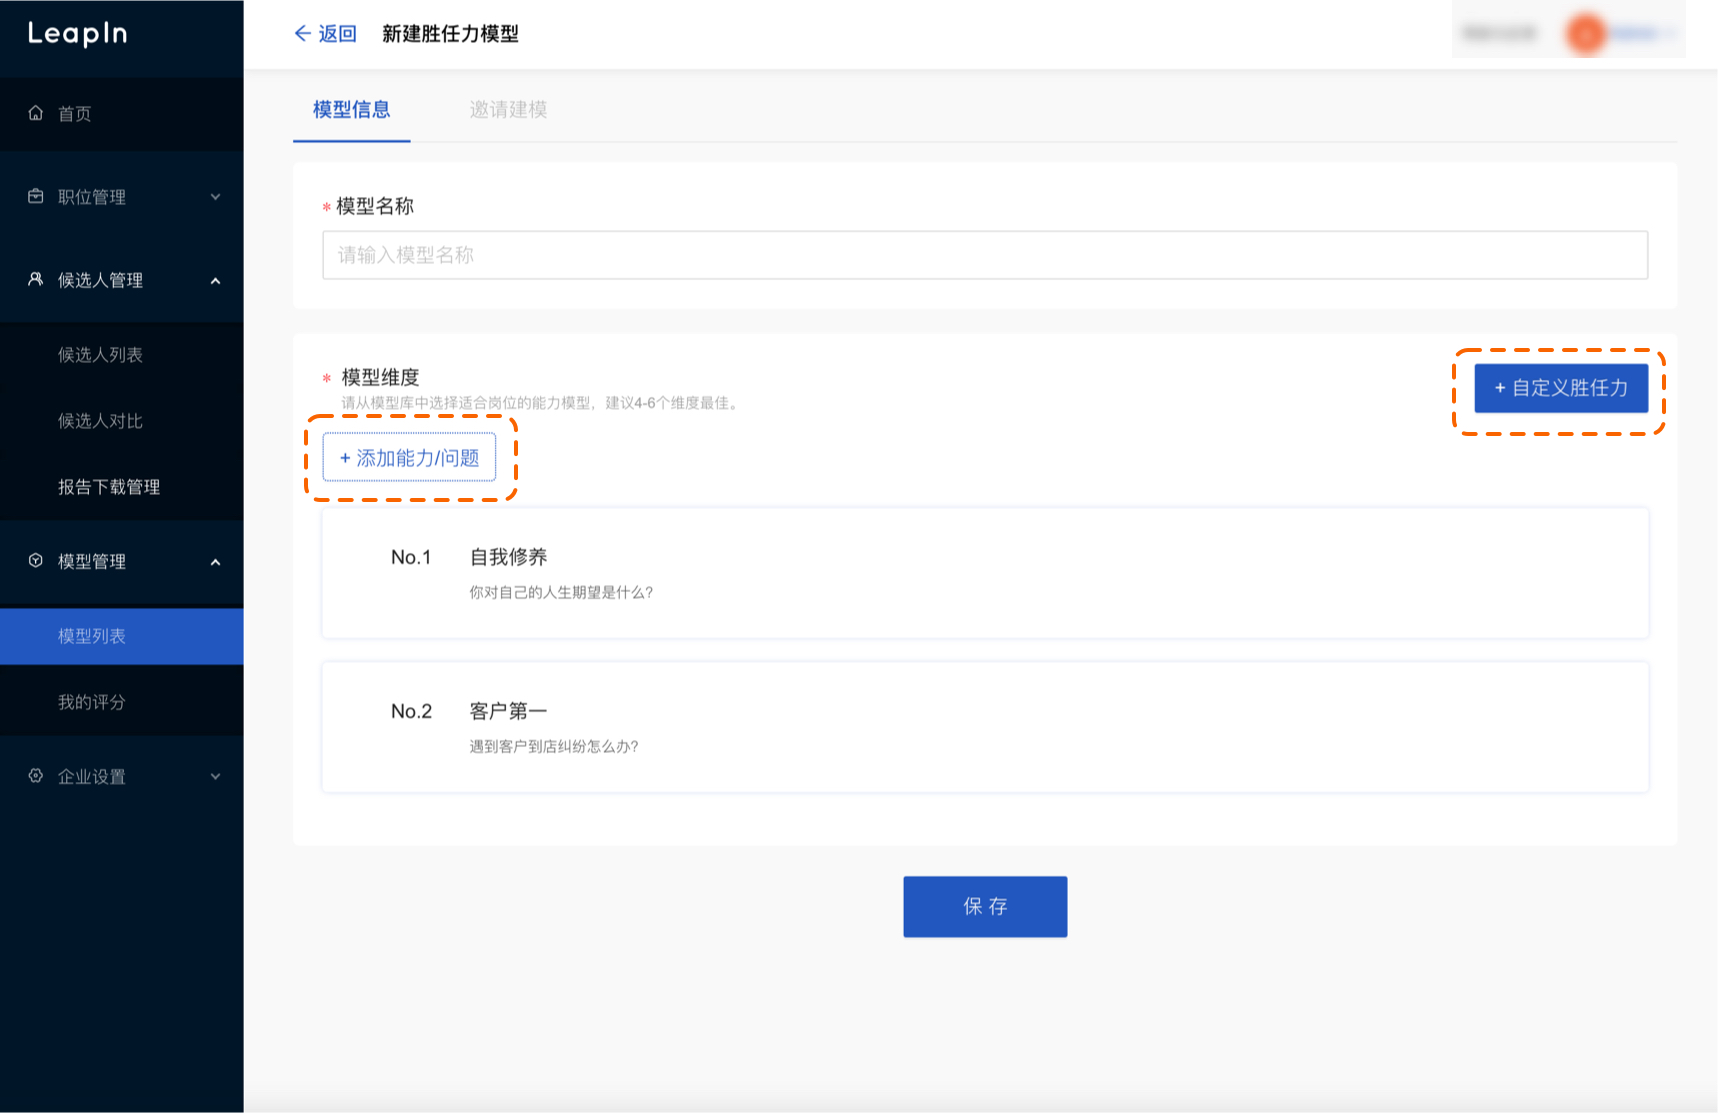 LeapIn
首页
职位管理
候选人管理
候选人列表
候选人对比
报告下载管理
模型管理
模型列表
我的评分
企业设置
返回 新建胜任力模型
模型信息 邀请建模
* 模型名称
请输入模型名称
* 模型维度
请从模型库中选择适合岗位的能力模型，建议4-6个维度最佳。
+ 自定义胜任力
+ 添加能力/问题
No.1 自我修养
你对自己的人生期望是什么?
No.2 客户第一
遇到客户到店纠纷怎么办?
保 存